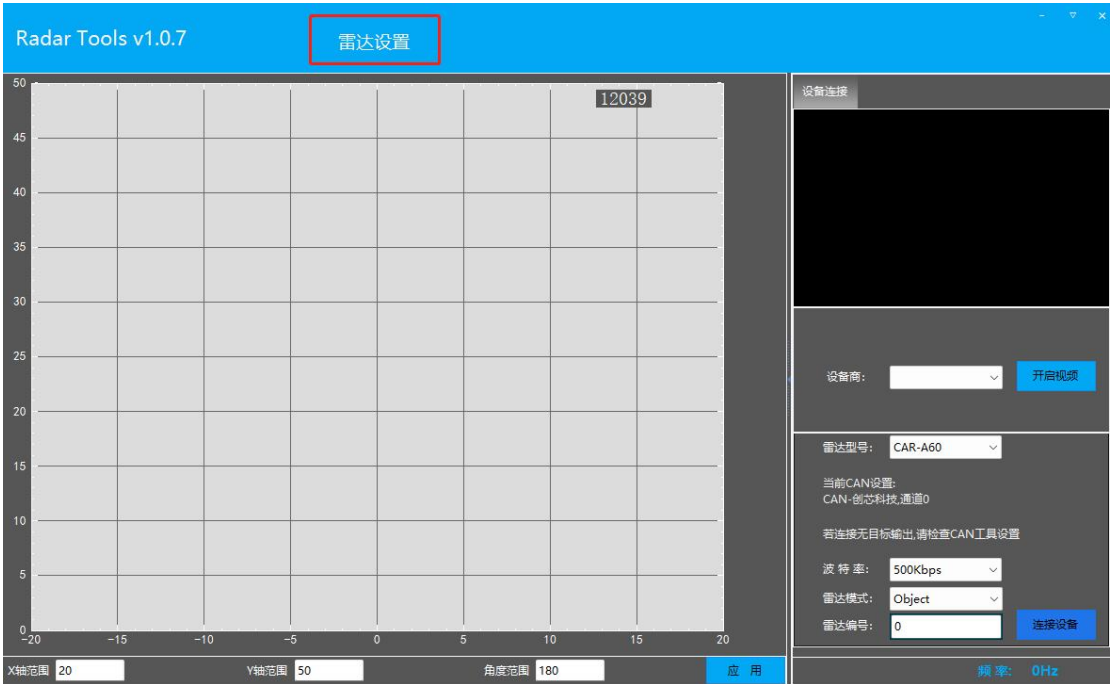 Radar Tools v1.0.7
雷达设置
50
12039
45
40
35
30
25
20
15
10
5
0
-20 -15 -10 -5 0 5 10 15 20
X轴范围 20 Y轴范围 50 角度范围 180 应 用
设备连接
设备商: 开启视频
雷达型号: CAR-A60
当前CAN设置:
CAN-创芯科技,通道0
若连接无目标输出,请检查CAN工具设置
波 特 率: 500Kbps
雷达模式: Object
雷达编号: 0 连接设备
频 率: 0Hz